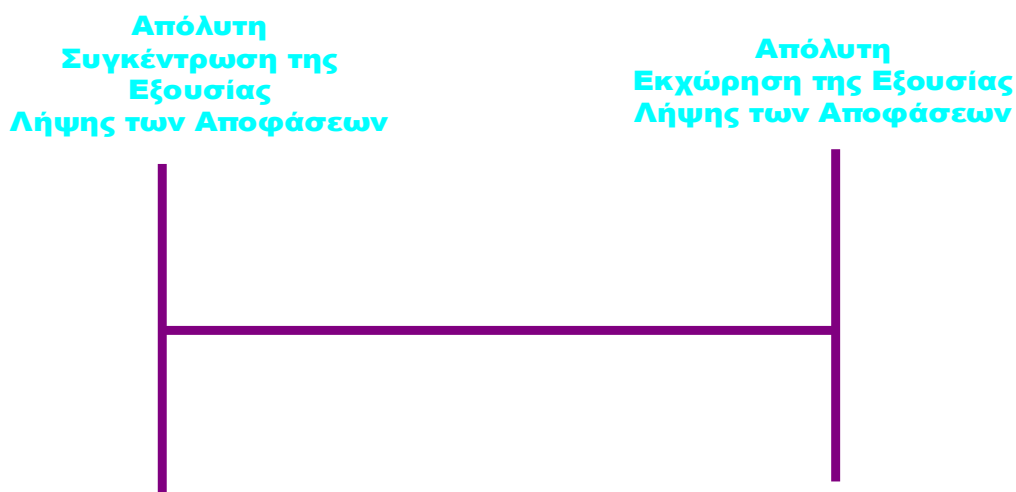 Απόλυτη
Συγκέντρωση της
Εξουσίας
Λήψης των Αποφάσεων
Απόλυτη
Εκχώρηση της Εξουσίας
Λήψης των Αποφάσεων